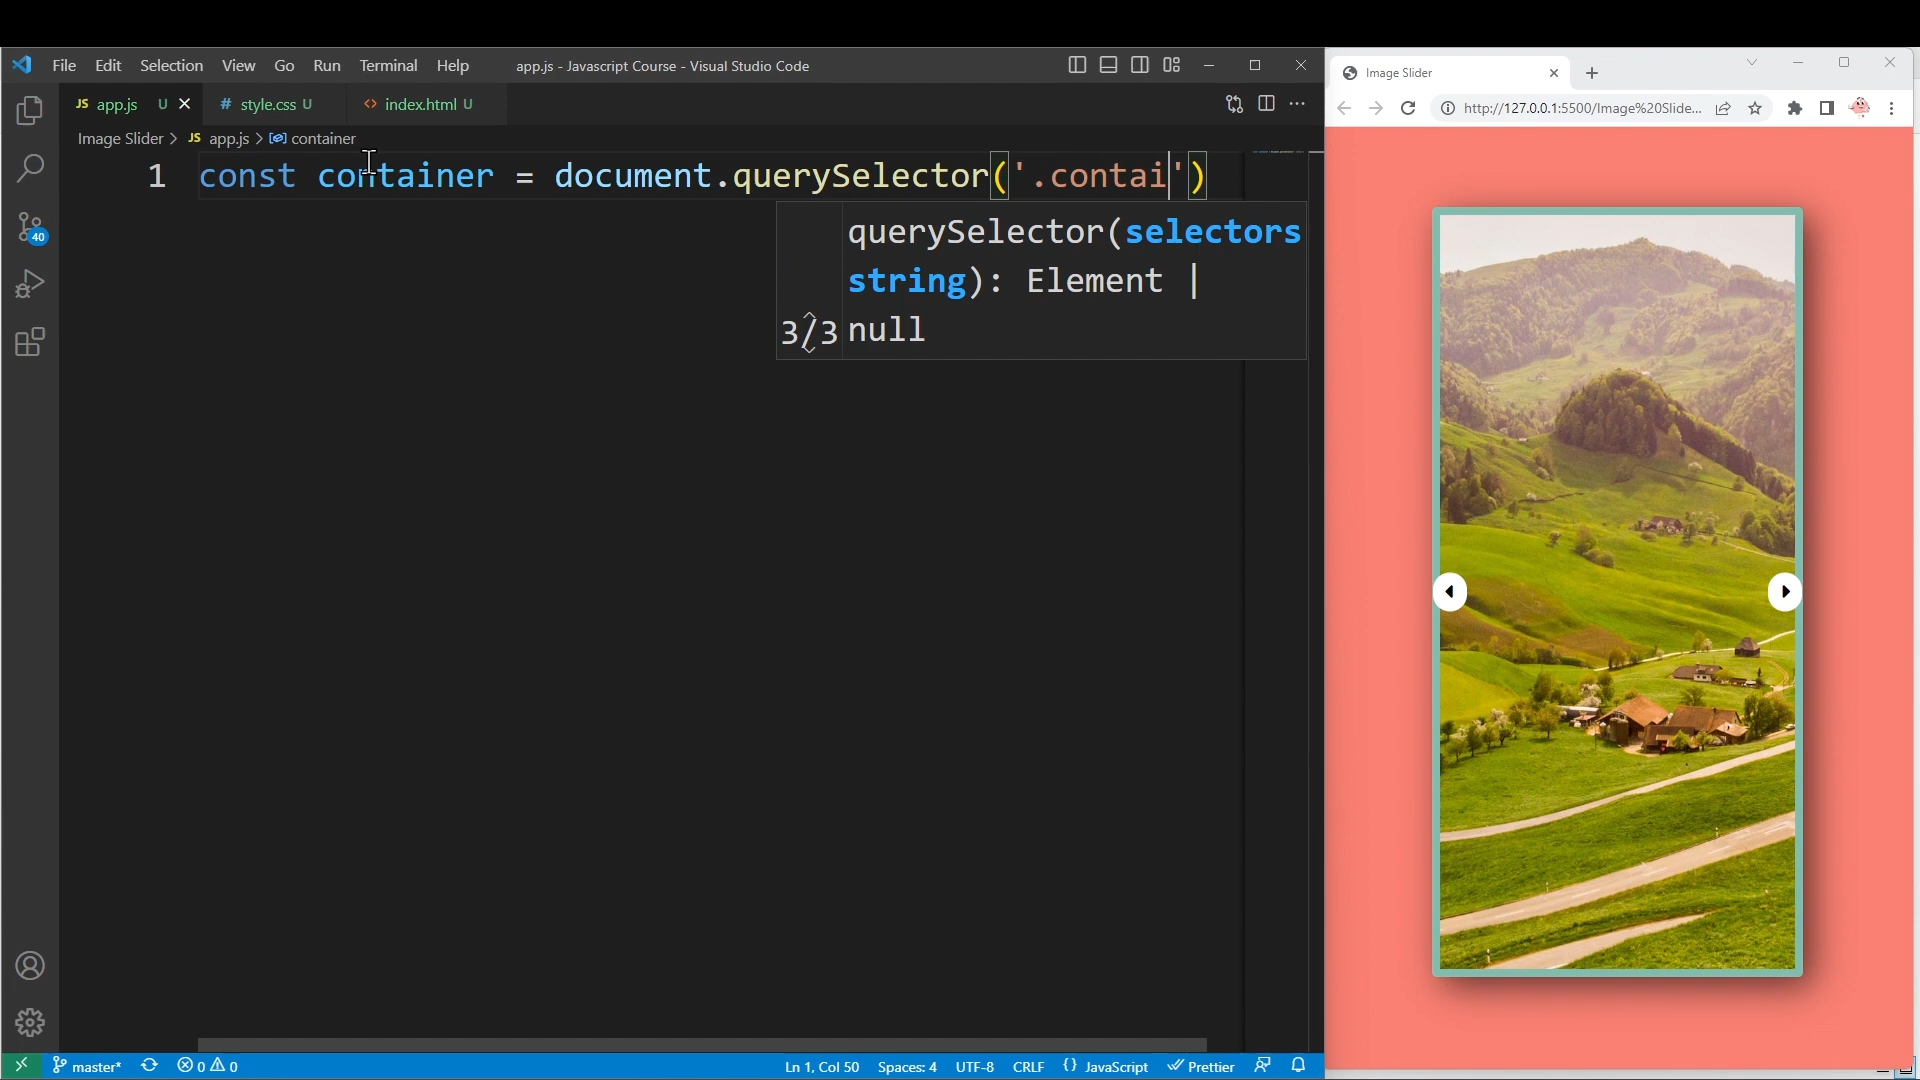 File Edit Selection View Go Run Terminal Help app.js - Javascript Course - Visual Studio Code
JS app.js U # style.css U <> index.html U
Image Slider > JS app.js > container
1 const container = document.querySelector('.contai')
querySelector(selectors
string): Element |
3/3 null
40
master* 0 0 Ln 1, Col 50 Spaces: 4 UTF-8 CRLF {} JavaScript Prettier
Image Slider
http://127.0.0.1:5500/Image%20Slide...